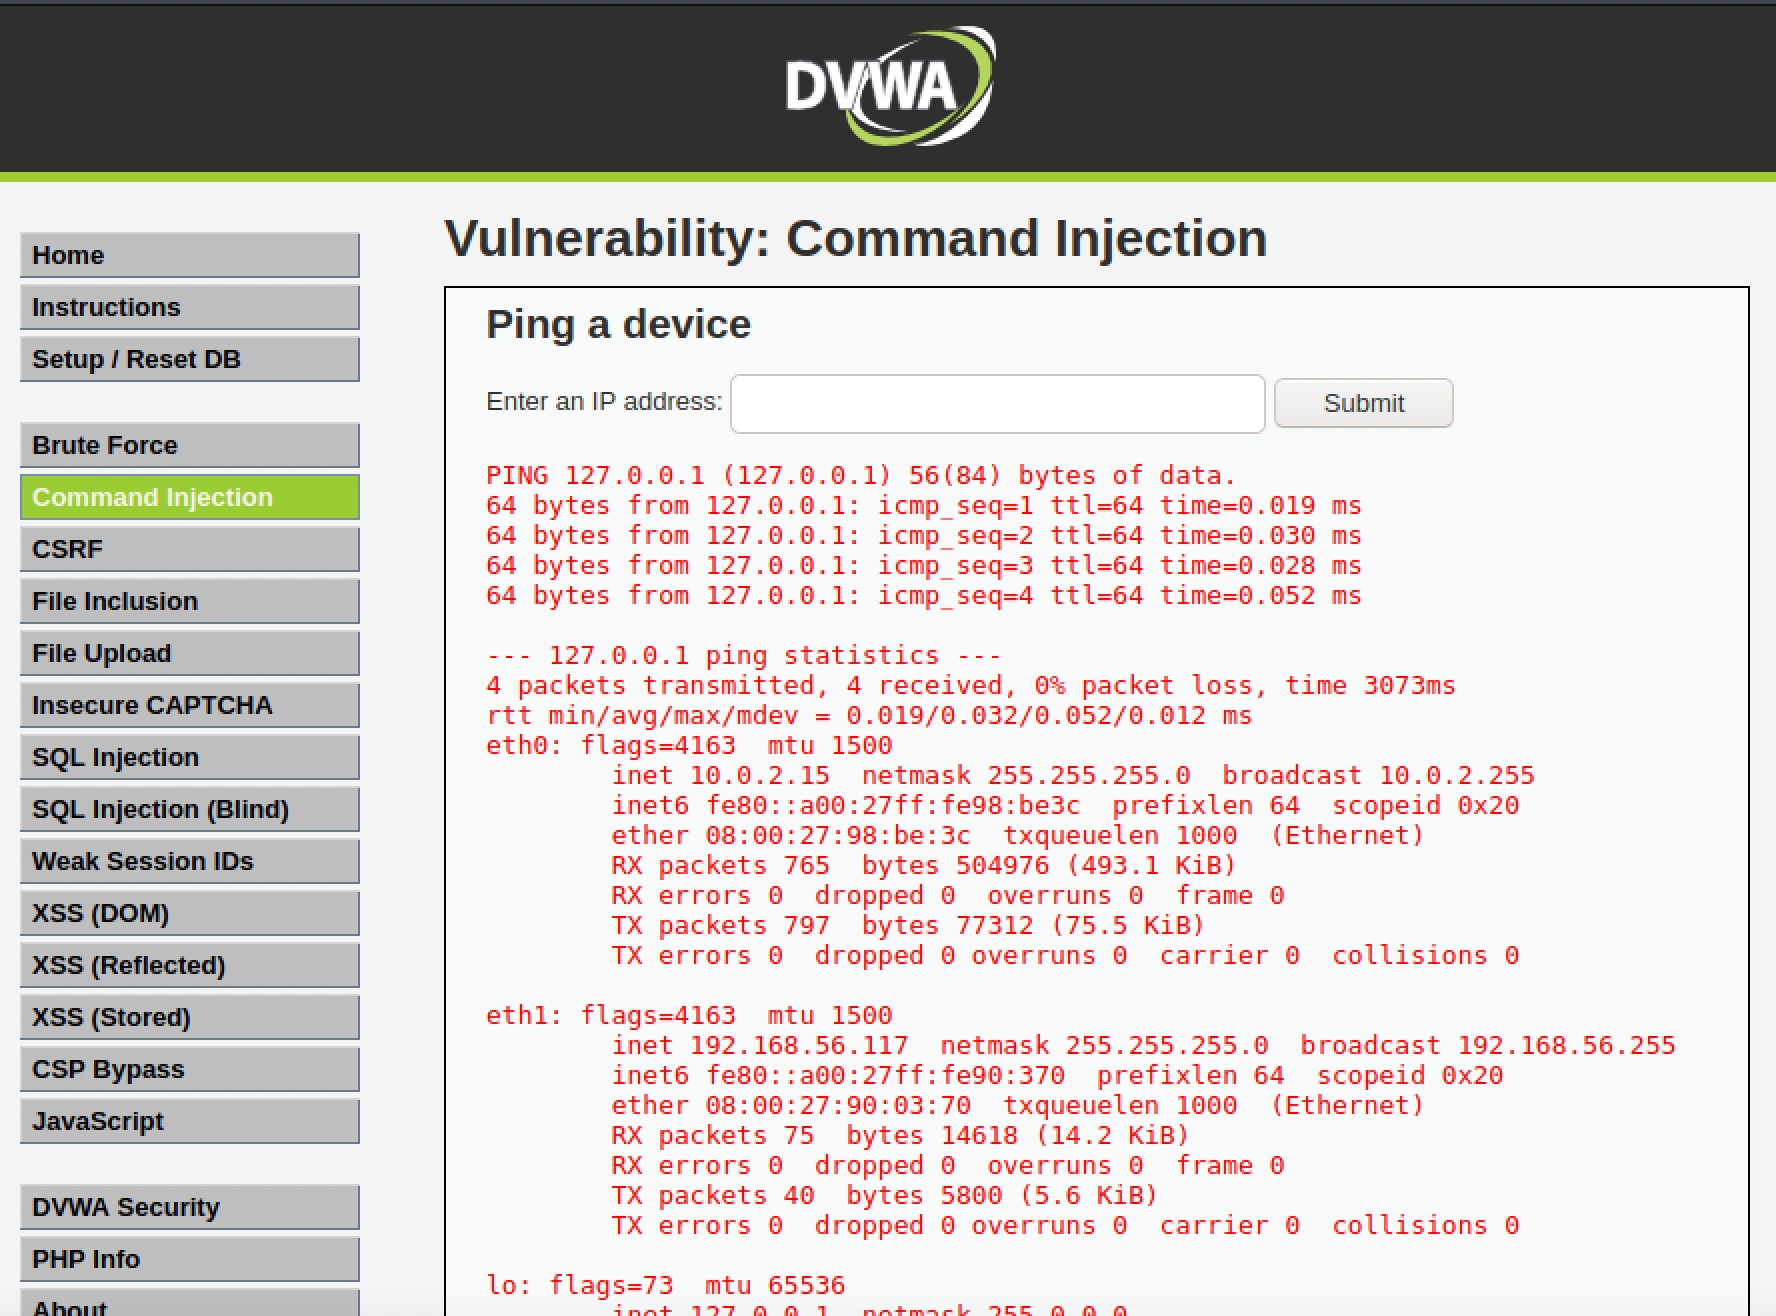 DVWA
Home
Instructions
Setup / Reset DB
Brute Force
Command Injection
CSRF
File Inclusion
File Upload
Insecure CAPTCHA
SQL Injection
SQL Injection (Blind)
Weak Session IDs
XSS (DOM)
XSS (Reflected)
XSS (Stored)
CSP Bypass
JavaScript
DVWA Security
PHP Info
About
Vulnerability: Command Injection
Ping a device
Enter an IP address:
Submit
PING 127.0.0.1 (127.0.0.1) 56(84) bytes of data.
64 bytes from 127.0.0.1: icmp_seq=1 ttl=64 time=0.019 ms
64 bytes from 127.0.0.1: icmp_seq=2 ttl=64 time=0.030 ms
64 bytes from 127.0.0.1: icmp_seq=3 ttl=64 time=0.028 ms
64 bytes from 127.0.0.1: icmp_seq=4 ttl=64 time=0.052 ms
--- 127.0.0.1 ping statistics ---
4 packets transmitted, 4 received, 0% packet loss, time 3073ms
rtt min/avg/max/mdev = 0.019/0.032/0.052/0.012 ms
eth0: flags=4163  mtu 1500
inet 10.0.2.15  netmask 255.255.255.0  broadcast 10.0.2.255
inet6 fe80::a00:27ff:fe98:be3c  prefixlen 64  scopeid 0x20
ether 08:00:27:98:be:3c  txqueuelen 1000  (Ethernet)
RX packets 765  bytes 504976 (493.1 KiB)
RX errors 0  dropped 0  overruns 0  frame 0
TX packets 797  bytes 77312 (75.5 KiB)
TX errors 0  dropped 0 overruns 0  carrier 0  collisions 0
eth1: flags=4163  mtu 1500
inet 192.168.56.117  netmask 255.255.255.0  broadcast 192.168.56.255
inet6 fe80::a00:27ff:fe90:370  prefixlen 64  scopeid 0x20
ether 08:00:27:90:03:70  txqueuelen 1000  (Ethernet)
RX packets 75  bytes 14618 (14.2 KiB)
RX errors 0  dropped 0  overruns 0  frame 0
TX packets 40  bytes 5800 (5.6 KiB)
TX errors 0  dropped 0 overruns 0  carrier 0  collisions 0
lo: flags=73  mtu 65536
inet 127.0.0.1  netmask 255.0.0.0